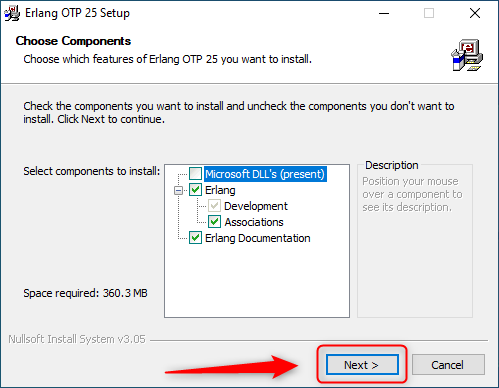 Erlang OTP 25 Setup
Choose Components
Choose which features of Erlang OTP 25 you want to install.
Check the components you want to install and uncheck the components you don't want to
install. Click Next to continue.
Select components to install:
Microsoft DLL's (present)
Erlang
Development
Associations
Erlang Documentation
Description
Position your mouse
over a component to
see its description.
Space required: 360.3 MB
Nullsoft Install System v3.05
Next >
Cancel